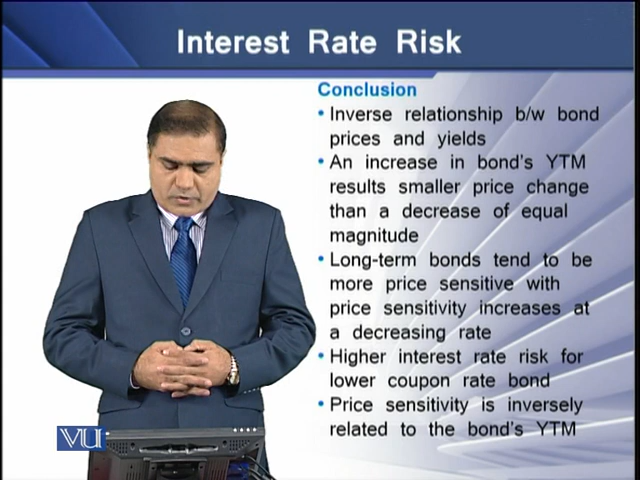 Interest Rate Risk
Conclusion
• Inverse relationship b/w bond
prices and yields
• An increase in bond's YTM
results smaller price change
than a decrease of equal
magnitude
• Long-term bonds tend to be
more price sensitive with
price sensitivity increases at
a decreasing rate
• Higher interest rate risk for
lower coupon rate bond
• Price sensitivity is inversely
related to the bond's YTM
VU